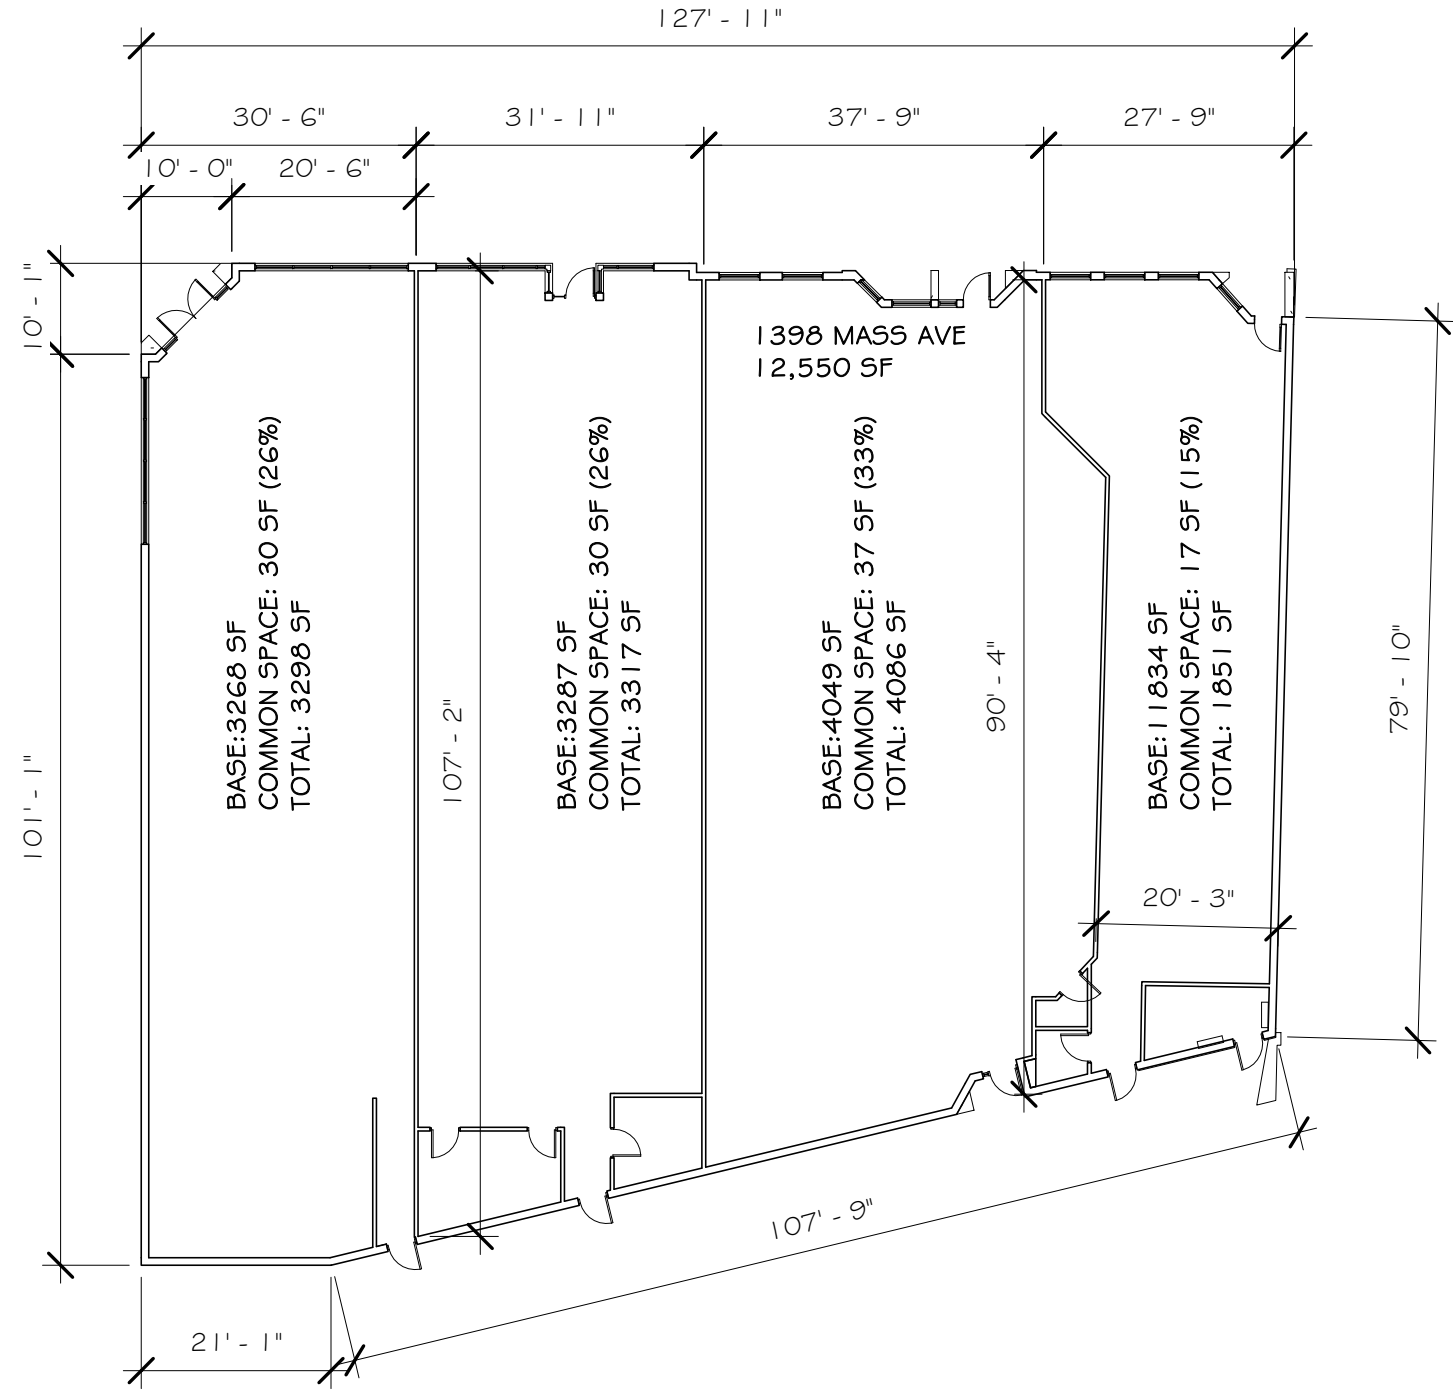 127' - 11"
30' - 6"
31' - 11"
37' - 9"
27' - 9"
10' - 0"
20' - 6"
10' - 1"
1398 MASS AVE
12,550 SF
BASE:3268 SF
COMMON SPACE: 30 SF (26%)
TOTAL: 3298 SF
BASE:3287 SF
COMMON SPACE: 30 SF (26%)
TOTAL: 3317 SF
BASE:4049 SF
COMMON SPACE: 37 SF (33%)
TOTAL: 4086 SF
BASE:11834 SF
COMMON SPACE: 17 SF (15%)
TOTAL: 1851 SF
101' - 1"
107' - 2"
90' - 4"
79' - 10"
20' - 3"
107' - 9"
21' - 1"